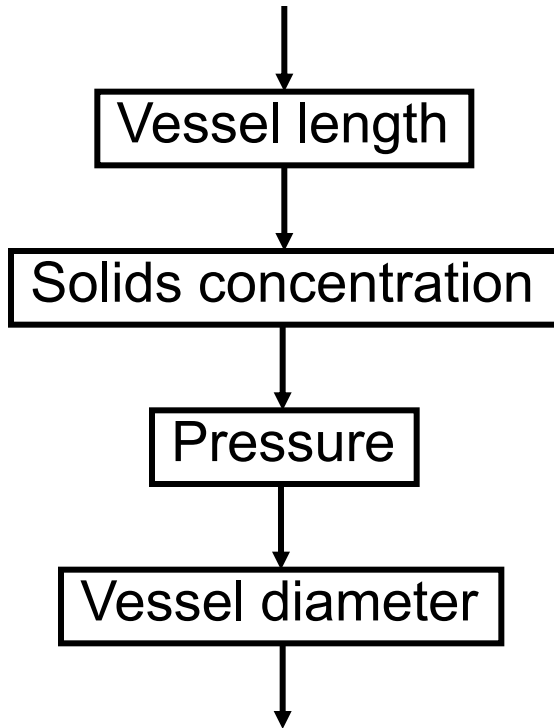 Vessel length
Solids concentration
Pressure
Vessel diameter